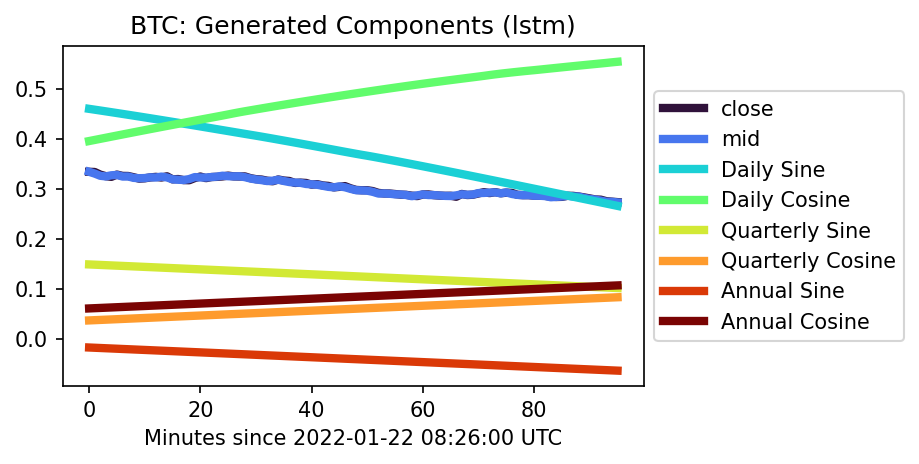 BTC: Generated Components (lstm)
0.5
0.4
0.3
0.2
0.1
0.0
0 20 40 60 80
Minutes since 2022-01-22 08:26:00 UTC
close
mid
Daily Sine
Daily Cosine
Quarterly Sine
Quarterly Cosine
Annual Sine
Annual Cosine